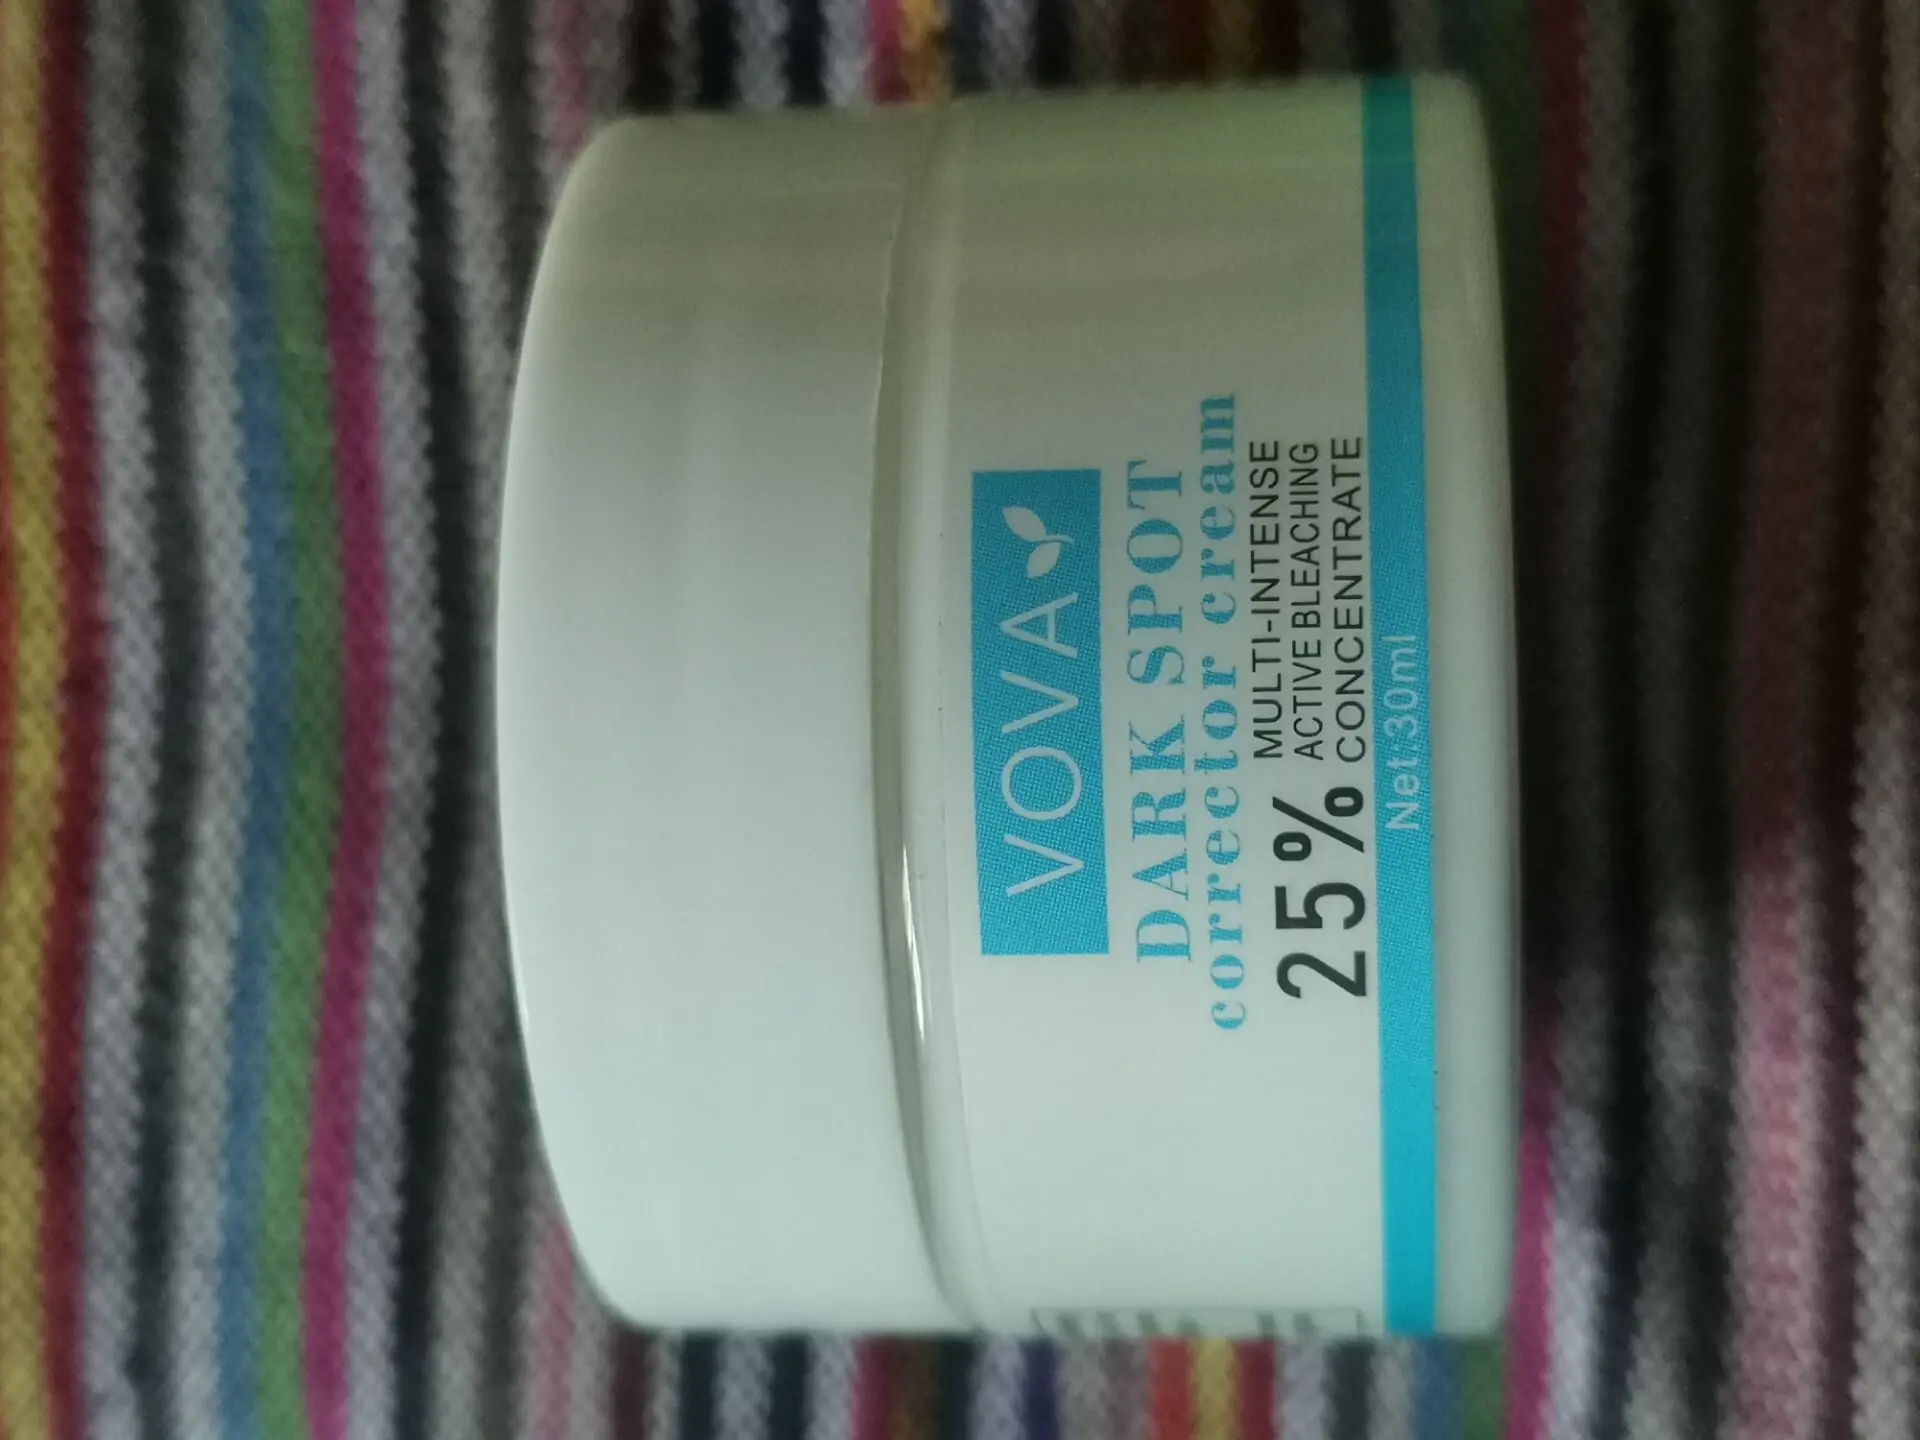 VOVA
DARK SPOT
corrector cream
25% MULTI-INTENSE
ACTIVE BLEACHING
CONCENTRATE
Net:30ml